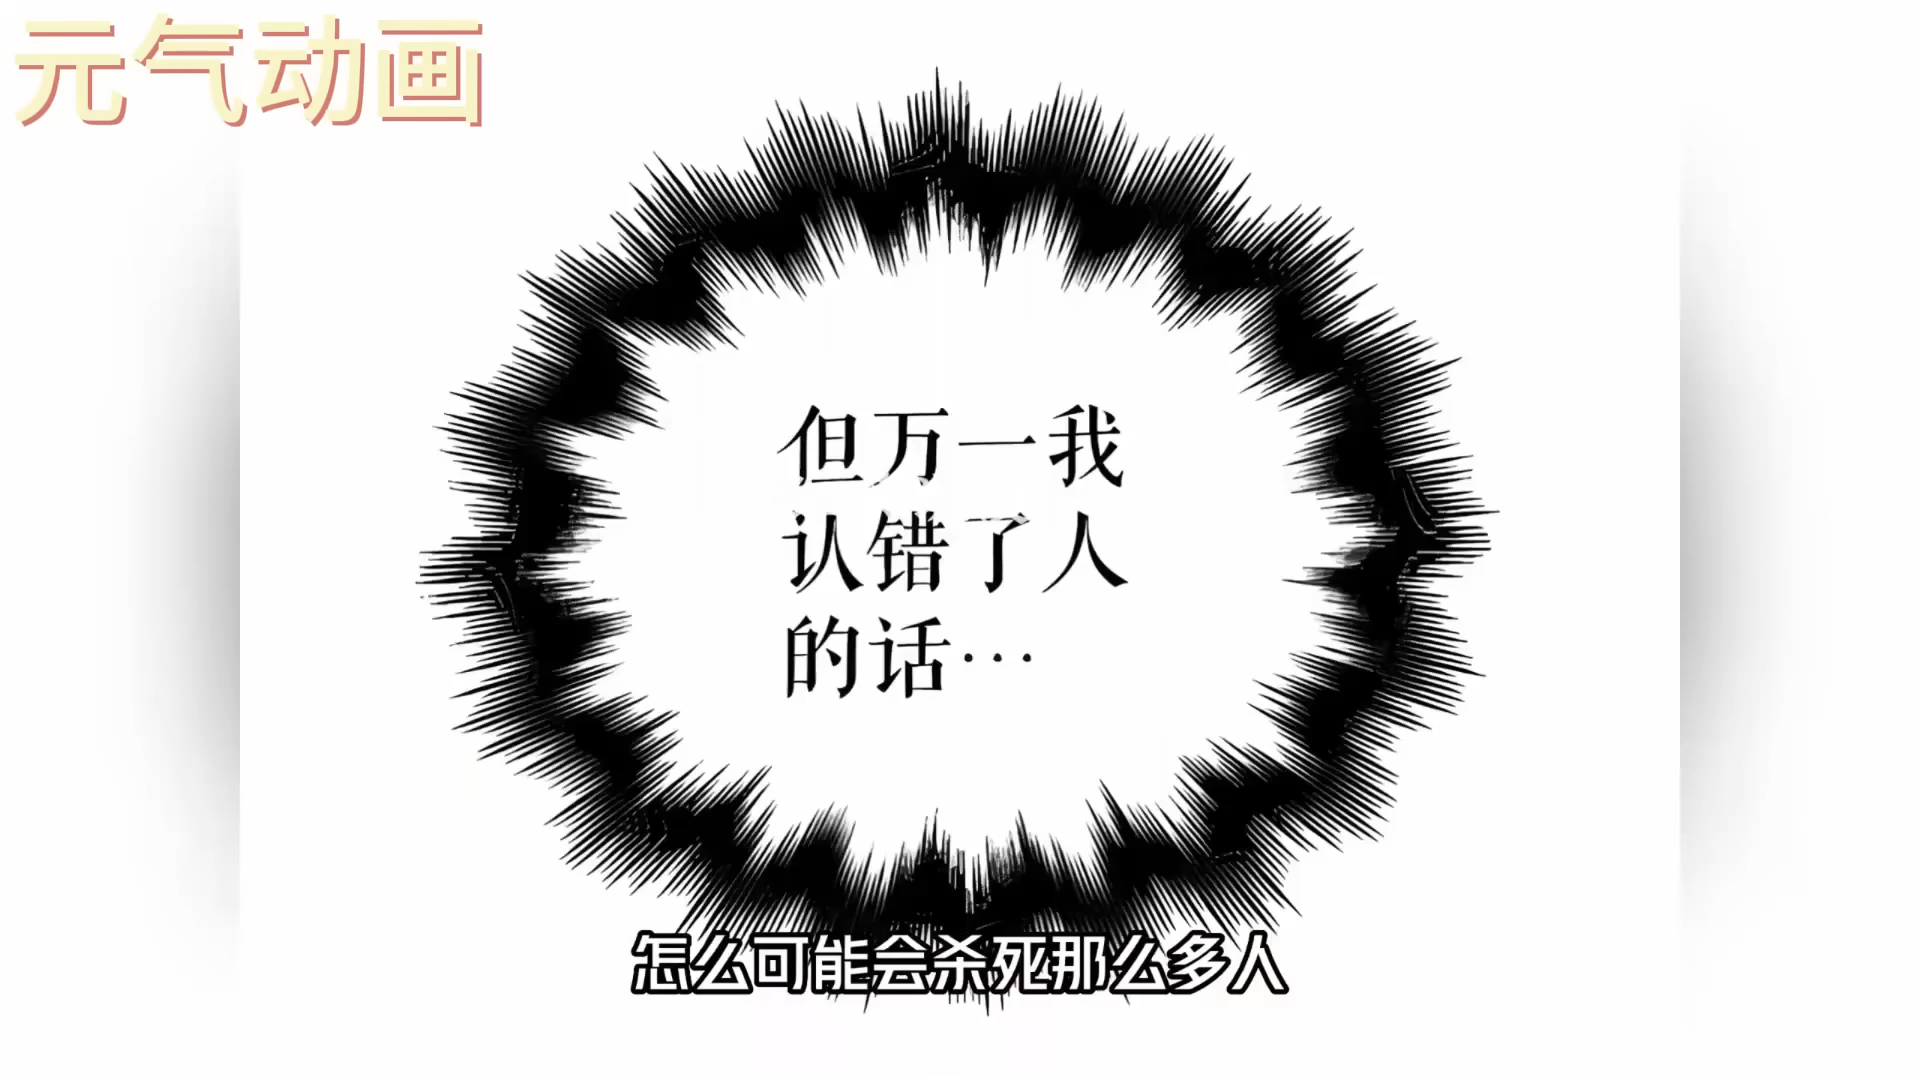 元气动画
但万一我
认错了人
的话…
怎么可能会杀死那么多人